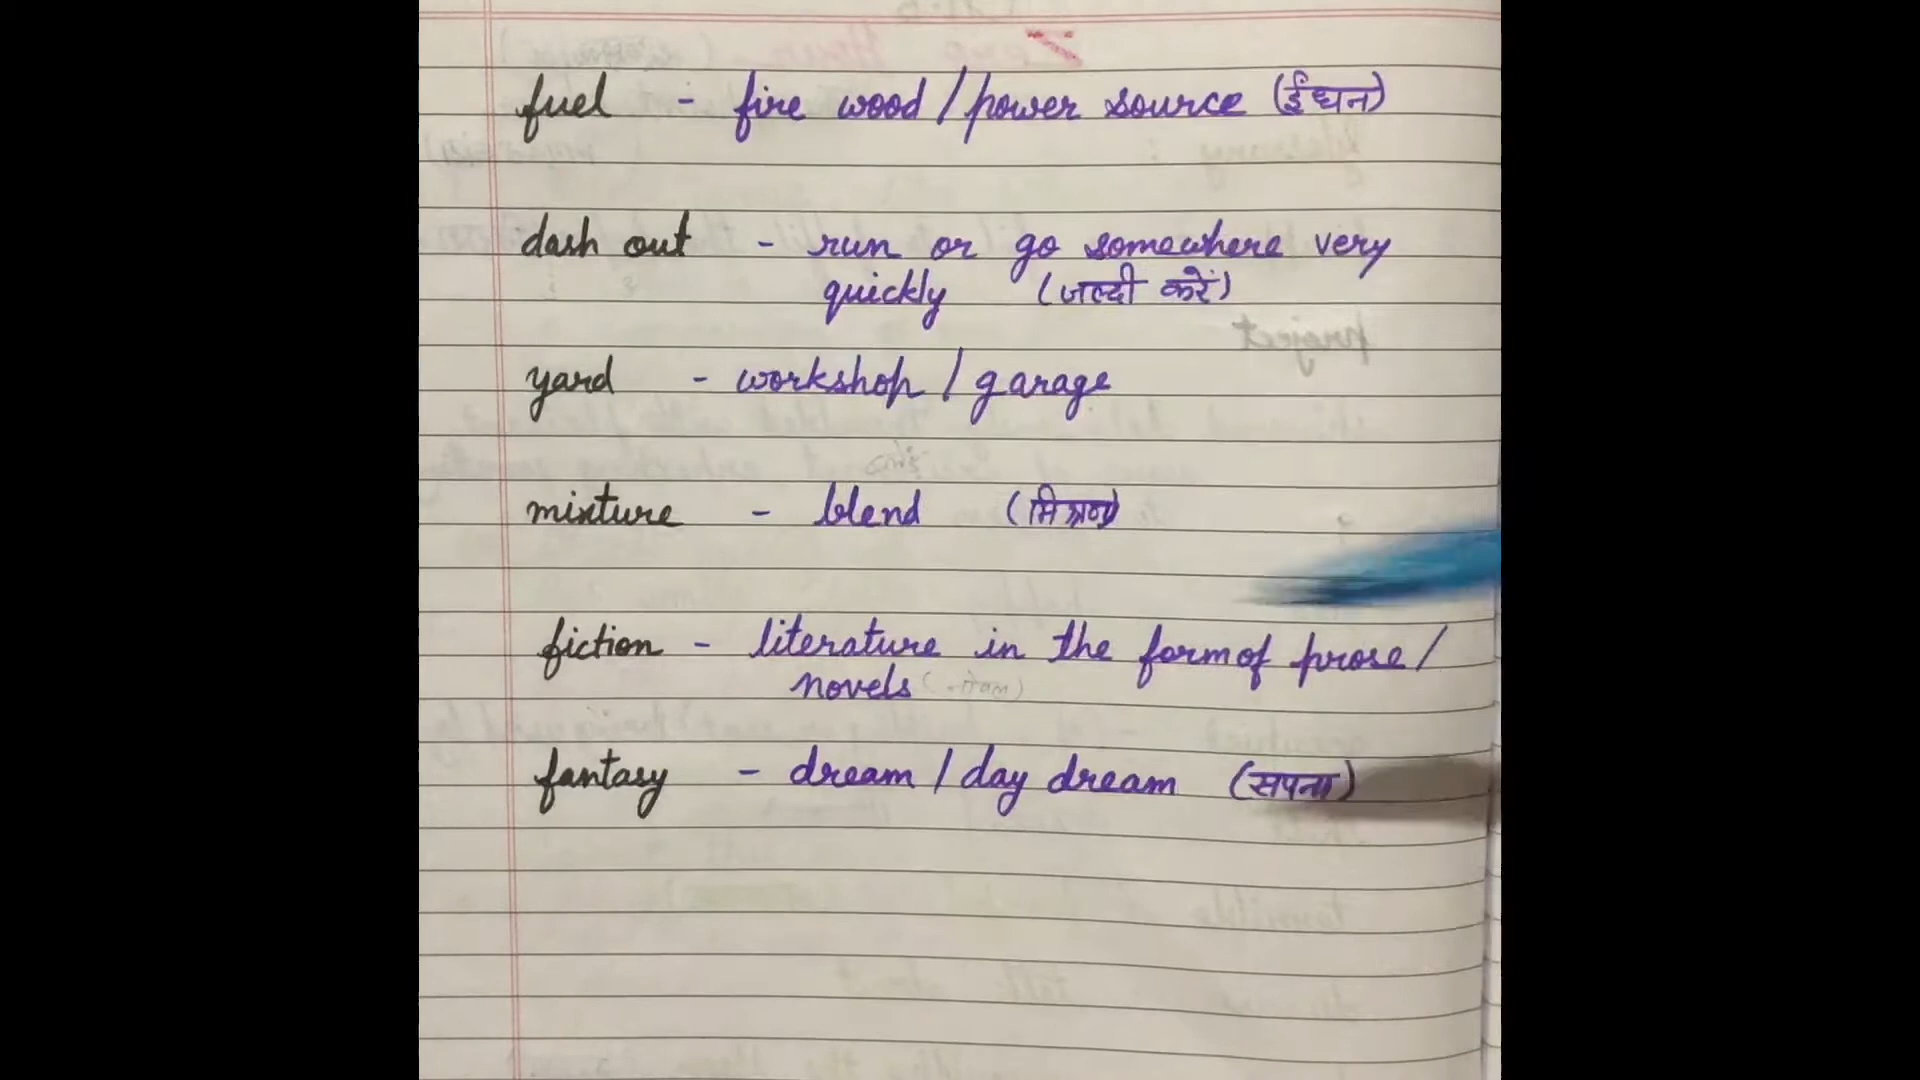 fuel - fire wood / power source (ईंधन)
dash out - run or go somewhere very
quickly (जल्दी करें)
yard - workshop / garage
mixture - blend (मिश्रण)
fiction - literature in the form of prose /
novels
fantasy - dream / day dream (सपना)